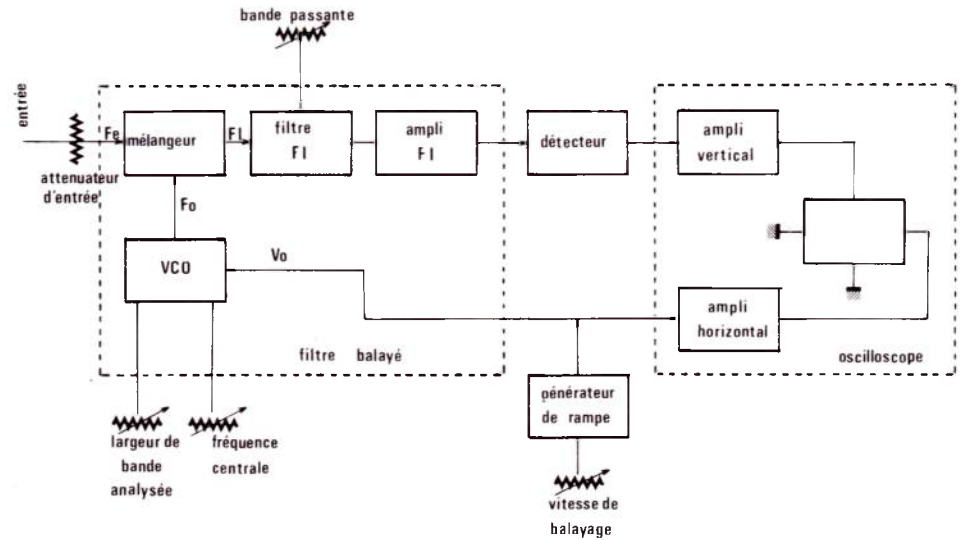 bande passante
entrée
Fe
mélangeur
FI
filtre
FI
ampli
FI
détecteur
ampli
vertical
attenuateur
d'entrée
Fo
VCO
Vo
ampli
horizontal
filtre balayé
oscilloscope
générateur
de rampe
largeur de
bande
analysée
fréquence
centrale
vitesse de
balayage